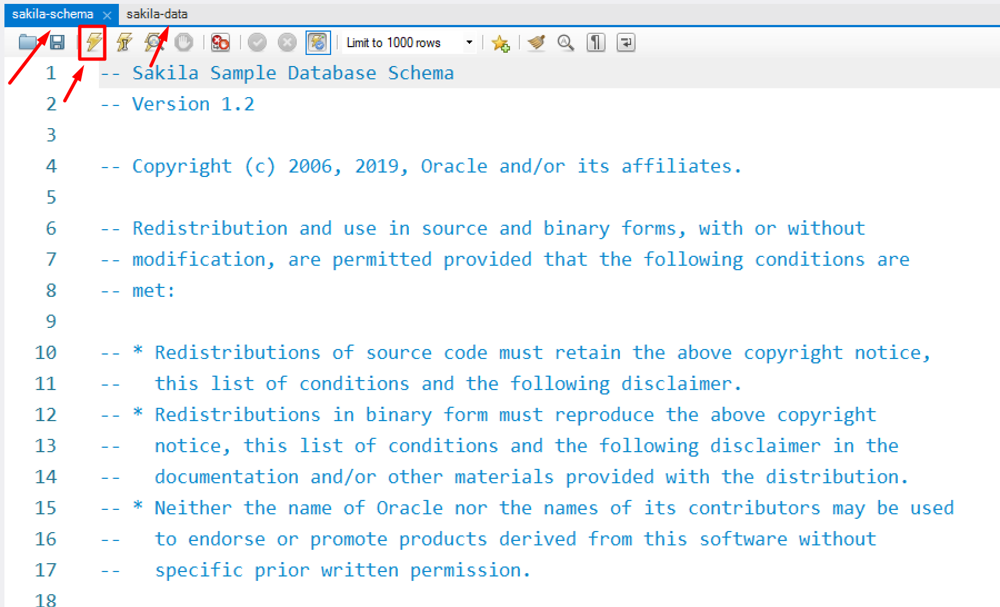 sakila-schema sakila-data
Limit to 1000 rows
1 -- Sakila Sample Database Schema
2 -- Version 1.2
3
4 -- Copyright (c) 2006, 2019, Oracle and/or its affiliates.
5
6 -- Redistribution and use in source and binary forms, with or without
7 -- modification, are permitted provided that the following conditions are
8 -- met:
9
10 -- * Redistributions of source code must retain the above copyright notice,
11 --   this list of conditions and the following disclaimer.
12 -- * Redistributions in binary form must reproduce the above copyright
13 --   notice, this list of conditions and the following disclaimer in the
14 --   documentation and/or other materials provided with the distribution.
15 -- * Neither the name of Oracle nor the names of its contributors may be used
16 --   to endorse or promote products derived from this software without
17 --   specific prior written permission.
18